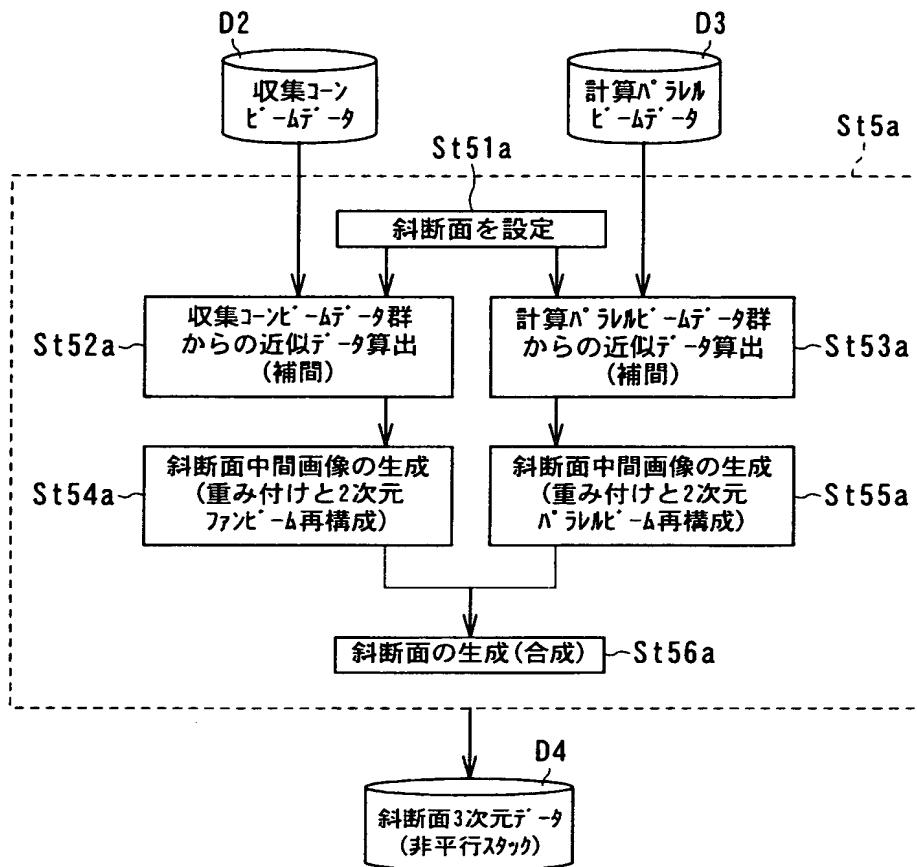 D2
D3
収集ｺｰﾝ
ﾋﾞｰﾑデータ
計算ﾊﾟﾗﾚﾙ
ﾋﾞｰﾑデータ
St5a
St51a
斜断面を設定
収集ｺｰﾝﾋﾞｰﾑデータ群
からの近似データ算出
(補間)
St52a
計算ﾊﾟﾗﾚﾙﾋﾞｰﾑデータ群
からの近似データ算出
(補間)
St53a
斜断面中間画像の生成
(重み付けと2次元
ﾌｧﾝﾋﾞｰﾑ再構成)
St54a
斜断面中間画像の生成
(重み付けと2次元
ﾊﾟﾗﾚﾙﾋﾞｰﾑ再構成)
St55a
斜断面の生成(合成)
St56a
D4
斜断面3次元ﾃﾞｰﾀ
(非平行ｽﾀｯｸ)